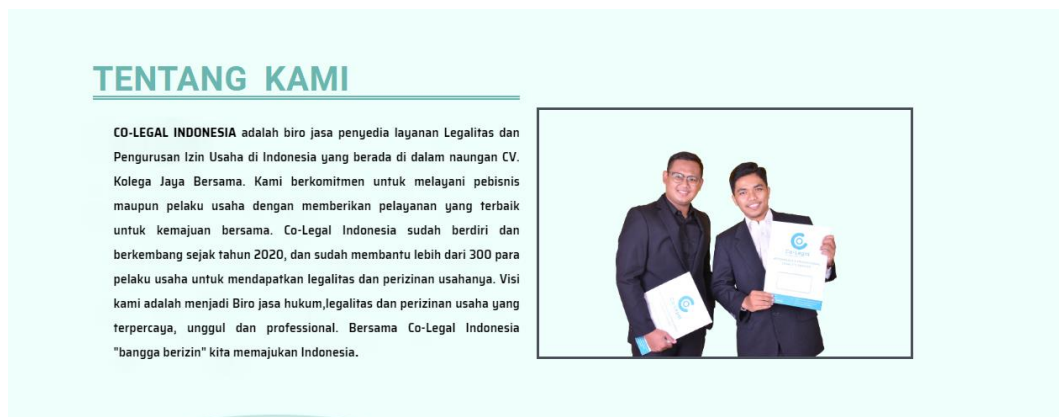 TENTANG KAMI
CO-LEGAL INDONESIA adalah biro jasa penyedia layanan Legalitas dan
Pengurusan Izin Usaha di Indonesia yang berada di dalam naungan CV.
Kolega Jaya Bersama. Kami berkomitmen untuk melayani pebisnis
maupun pelaku usaha dengan memberikan pelayanan yang terbaik
untuk kemajuan bersama. Co-Legal Indonesia sudah berdiri dan
berkembang sejak tahun 2020, dan sudah membantu lebih dari 300 para
pelaku usaha untuk mendapatkan legalitas dan perizinan usahanya. Visi
kami adalah menjadi Biro jasa hukum,legalitas dan perizinan usaha yang
terpercaya, unggul dan professional. Bersama Co-Legal Indonesia
"bangga berizin" kita memajukan Indonesia.
Co-Legal